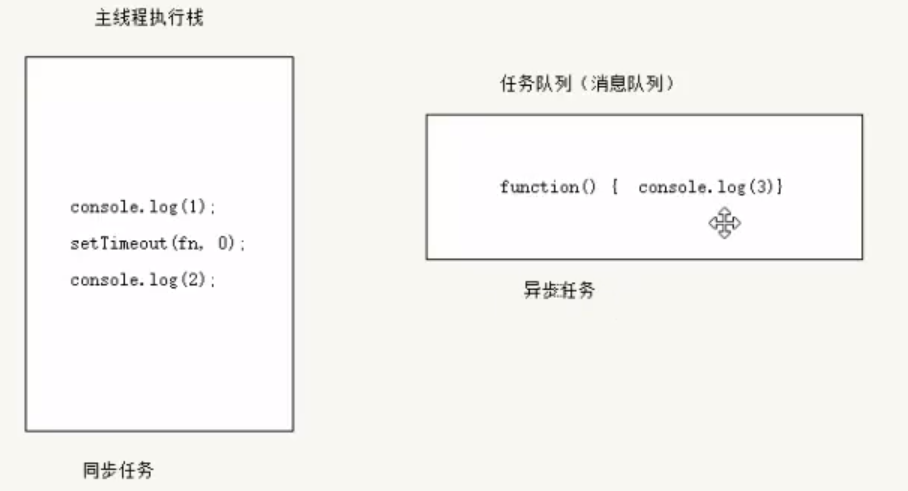 主线程执行栈
console.log(1);
setTimeout(fn, 0);
console.log(2);
同步任务
任务队列（消息队列）
function() {  console.log(3)}
异步任务